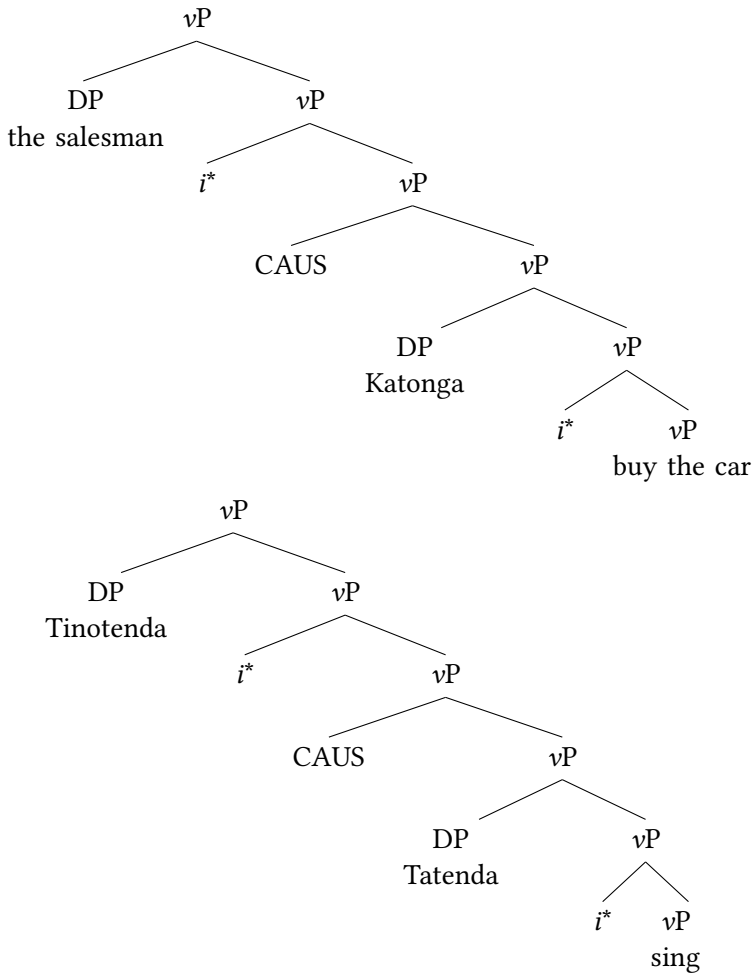 vP
DP vP
the salesman
i* vP
CAUS vP
DP vP
Katonga
i* vP
buy the car
vP
DP vP
Tinotenda
i* vP
CAUS vP
DP vP
Tatenda
i* vP
sing